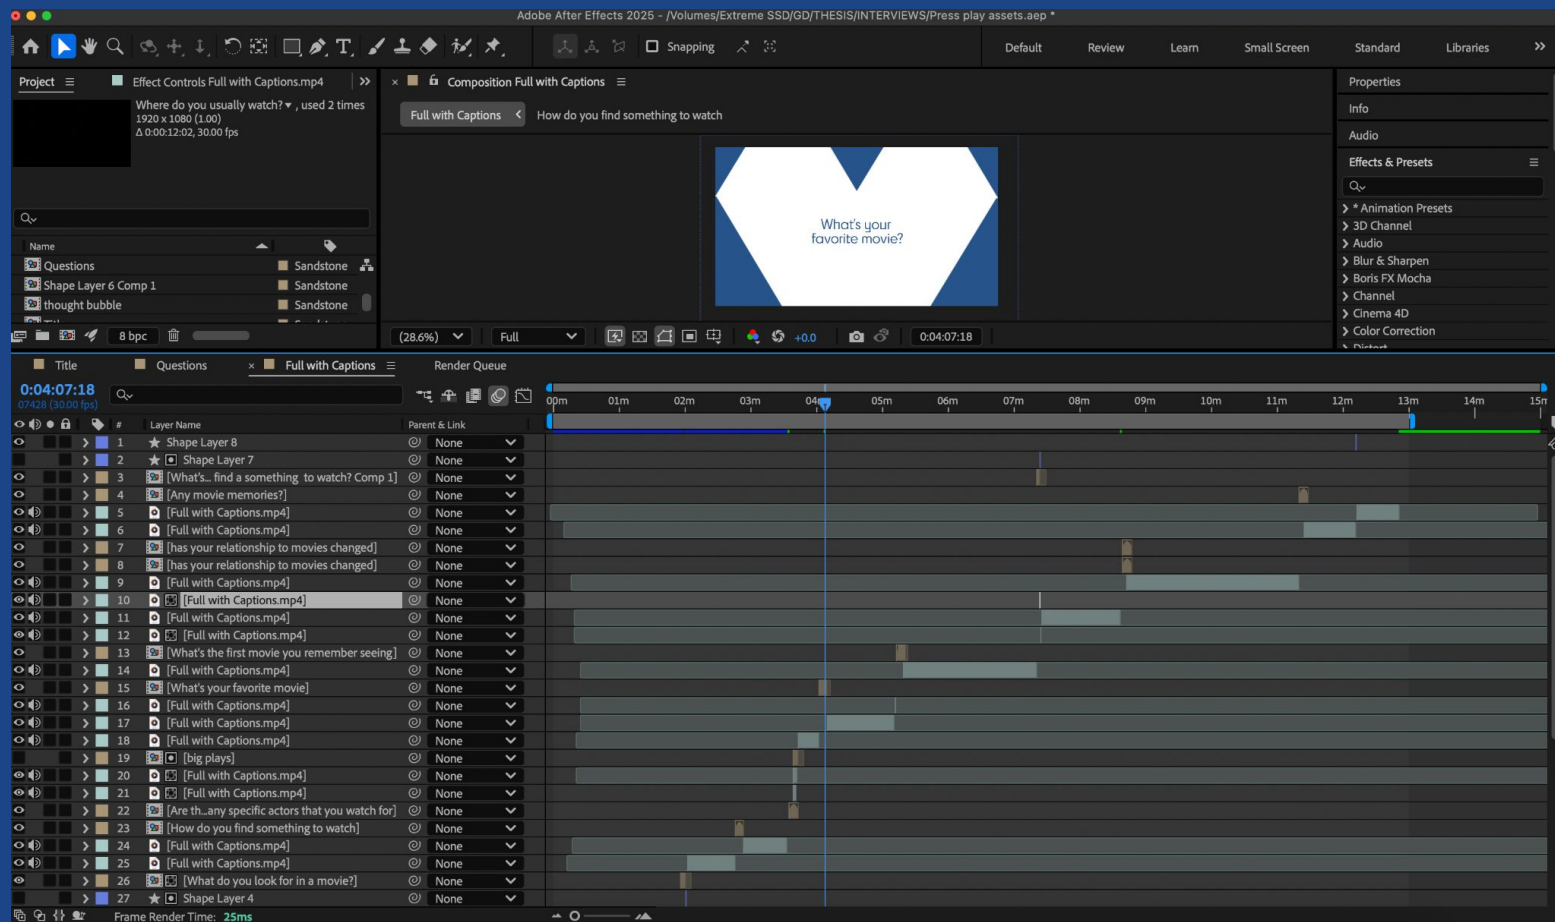 Adobe After Effects 2025 - /Volumes/Extreme SSD/GD/THESIS/INTERVIEWS/Press play assets.aep *
Snapping
Default Review Learn Small Screen Standard Libraries
Project
Effect Controls Full with Captions.mp4
Where do you usually watch? , used 2 times
1920 x 1080 (1.00)
Δ 0:00:12:02, 30.00 fps
Name
Questions Sandstone
Shape Layer 6 Comp 1 Sandstone
thought bubble Sandstone
8 bpc
Composition Full with Captions
Full with Captions How do you find something to watch
What's your
favorite movie?
(28.6%) Full +0.0 0:04:07:18
Properties
Info
Audio
Effects & Presets
* Animation Presets
3D Channel
Audio
Blur & Sharpen
Boris FX Mocha
Channel
Cinema 4D
Color Correction
Distort
Title Questions Full with Captions Render Queue
0:04:07:18
07428 (30.00 fps)
00m 01m 02m 03m 05m 06m 07m 08m 09m 10m 11m 12m 13m 14m
# Layer Name Parent & Link
1 Shape Layer 8 None
2 Shape Layer 7 None
3 [What's... find a something to watch? Comp 1] None
4 [Any movie memories?] None
5 [Full with Captions.mp4] None
6 [Full with Captions.mp4] None
7 [has your relationship to movies changed] None
8 [has your relationship to movies changed] None
9 [Full with Captions.mp4] None
10 [Full with Captions.mp4] None
11 [Full with Captions.mp4] None
12 [Full with Captions.mp4] None
13 [What's the first movie you remember seeing] None
14 [Full with Captions.mp4] None
15 [What's your favorite movie] None
16 [Full with Captions.mp4] None
17 [Full with Captions.mp4] None
18 [Full with Captions.mp4] None
19 [big plays] None
20 [Full with Captions.mp4] None
21 [Full with Captions.mp4] None
22 [Are th...any specific actors that you watch for] None
23 [How do you find something to watch] None
24 [Full with Captions.mp4] None
25 [Full with Captions.mp4] None
26 [What do you look for in a movie?] None
27 Shape Layer 4 None
Frame Render Time: 25ms